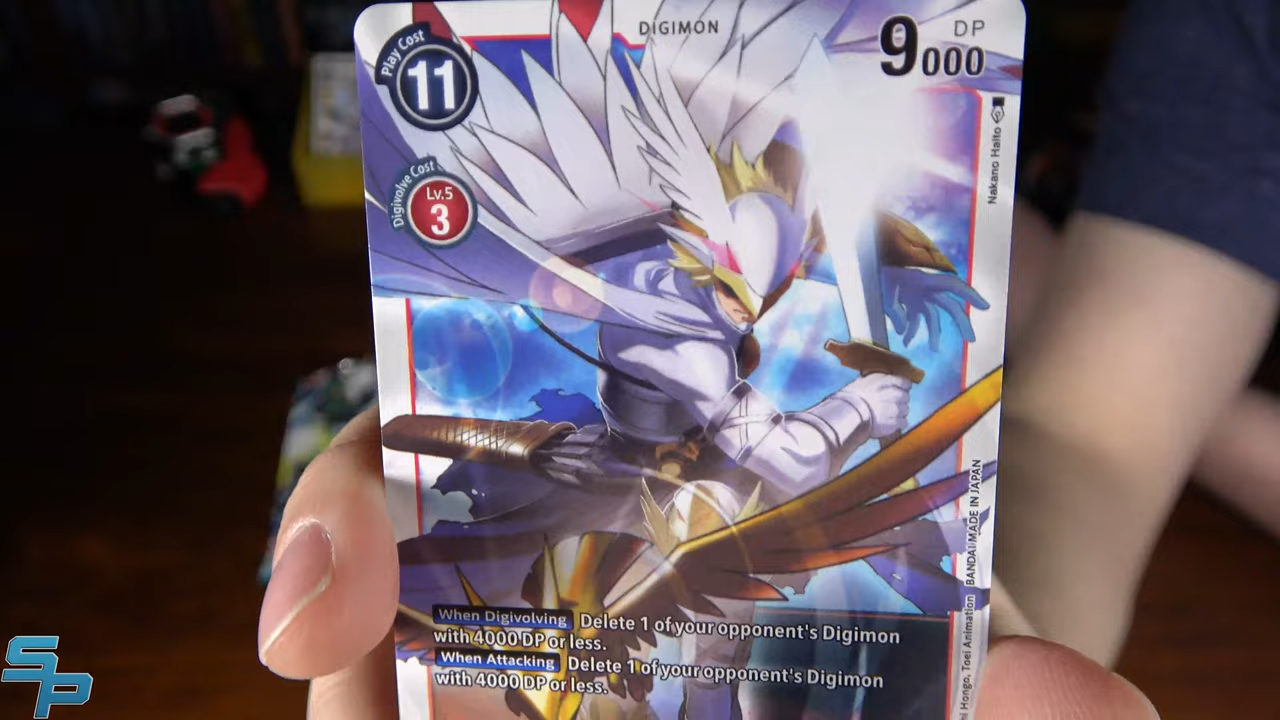 DIGIMON
Play Cost
11
DP
9000
Digivolve Cost
Lv.5
3
Nakano Haito
When Digivolving Delete 1 of your opponent's Digimon
with 4000 DP or less.
When Attacking Delete 1 of your opponent's Digimon
with 4000 DP or less.
BANDAI MADE IN JAPAN
Hongo, Toei Animation
SP